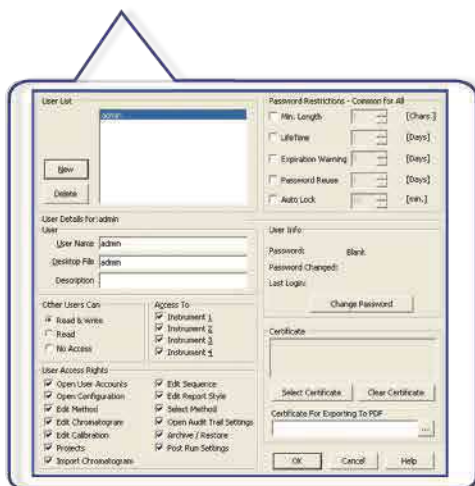 User List
admin
New
Delete
Password Restrictions - Common for All
Min. Length [Chars.]
LifeTime [Days]
Expiration Warning [Days]
Password Reuse [Days]
Auto Lock [min.]
User Details for: admin
User
User Name admin
Desktop File admin
Description
User Info
Password: Blank
Password Changed:
Last Login:
Change Password
Other Users Can
Read & Write
Read
No Access
Access To
Instrument 1
Instrument 2
Instrument 3
Instrument 4
Certificate
Select Certificate Clear Certificate
User Access Rights
Open User Accounts
Open Configuration
Edit Method
Edit Chromatogram
Edit Calibration
Projects
Import Chromatogram
Edit Sequence
Edit Report Style
Select Method
Open Audit Trail Settings
Archive / Restore
Post Run Settings
Certificate For Exporting To PDF
...
OK Cancel Help